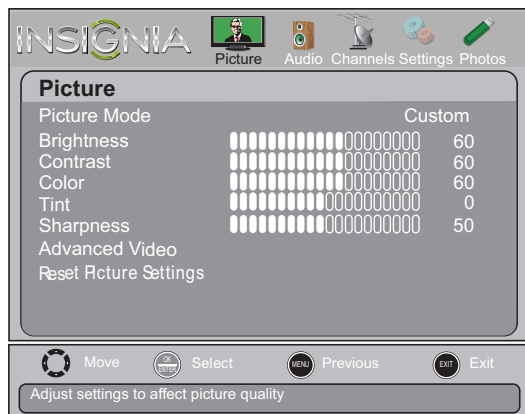 INSIGNIA
Picture Audio Channels Settings Photos
Picture
Picture Mode Custom
Brightness 60
Contrast 60
Color 60
Tint 0
Sharpness 50
Advanced Video
Reset Picture Settings
Move OK ENTER Select MENU Previous EXIT Exit
Adjust settings to affect picture quality